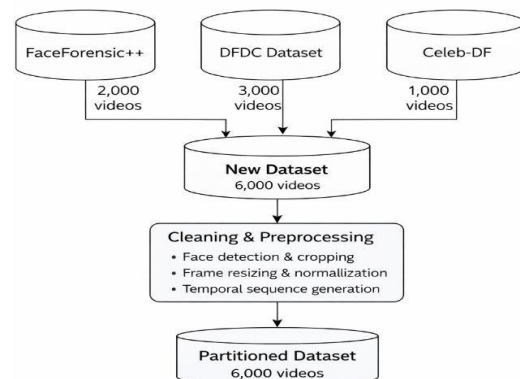 FaceForensic++
DFDC Dataset
Celeb-DF
2,000
videos
3,000
videos
1,000
videos
New Dataset
6,000 videos
Cleaning & Preprocessing
• Face detection & cropping
• Frame resizing & normallization
• Temporal sequence generation
Partitioned Dataset
6,000 videos